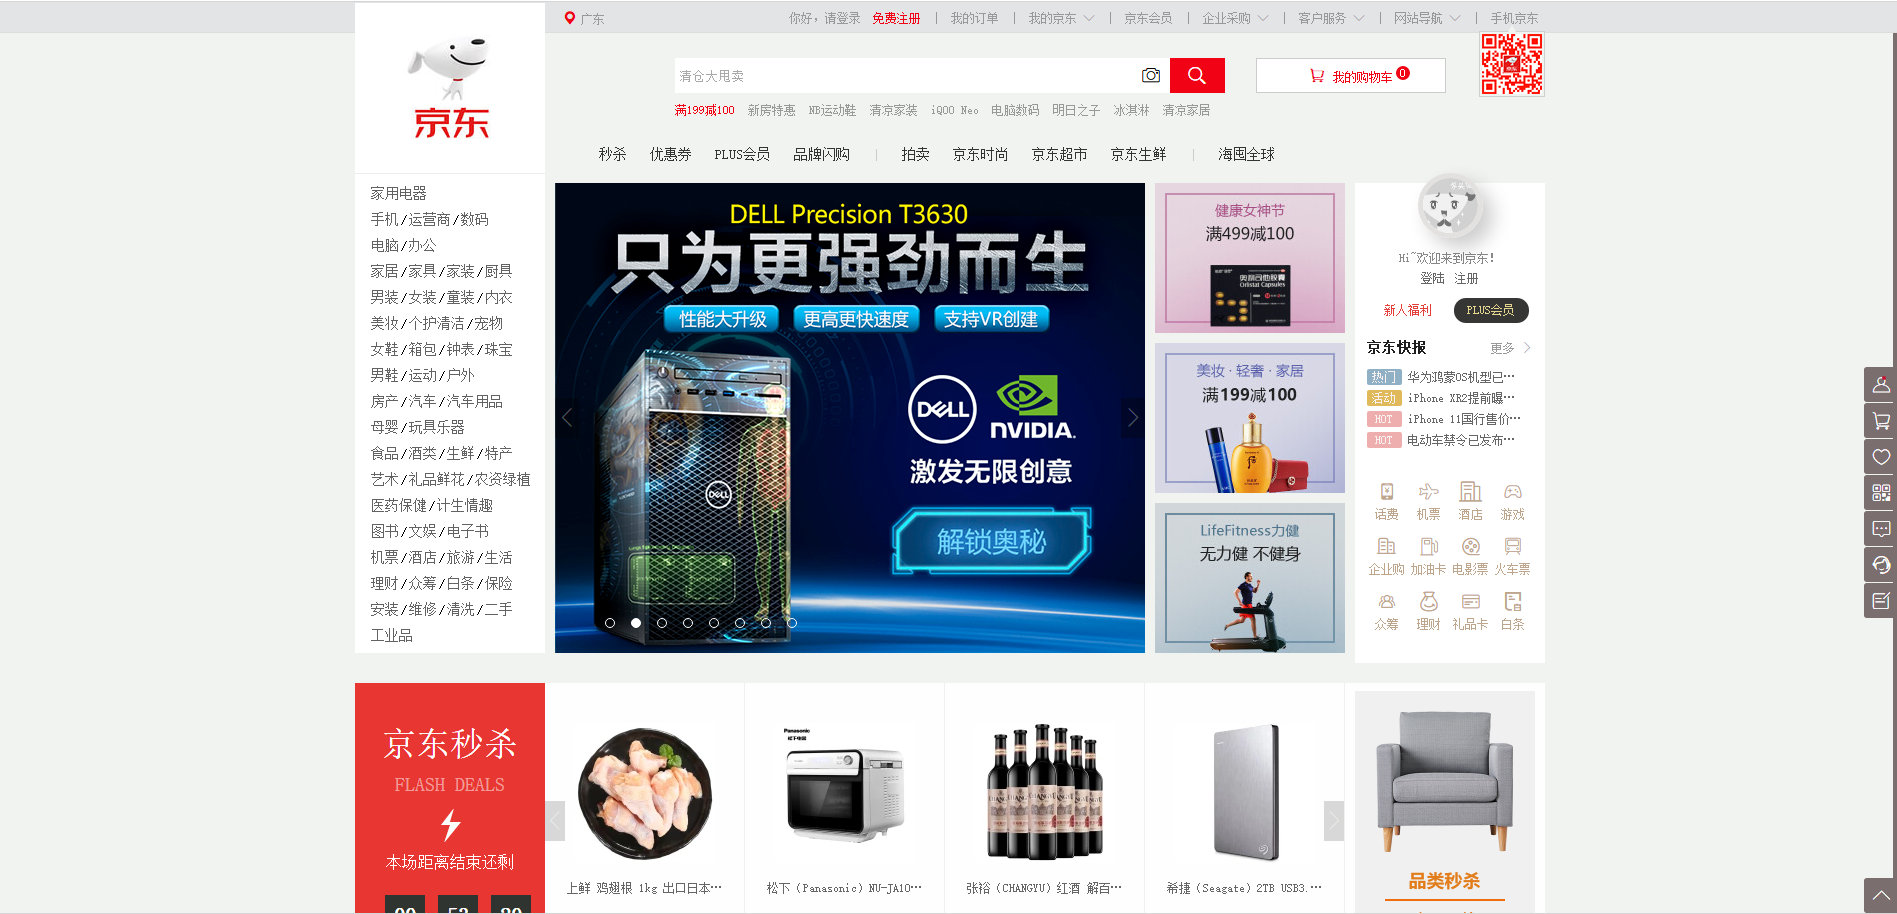 广东
你好，请登录 免费注册 | 我的订单 | 我的京东 | 京东会员 | 企业采购 | 客户服务 | 网站导航 | 手机京东
京东
清仓大甩卖
我的购物车 0
满199减100 新房特惠 NB运动鞋 清凉家装 iQOO Neo 电脑数码 明日之子 冰淇淋 清凉家居
秒杀 优惠券 PLUS会员 品牌闪购 | 拍卖 京东时尚 京东超市 京东生鲜 | 海囤全球
家用电器
手机/运营商/数码
电脑/办公
家居/家具/家装/厨具
男装/女装/童装/内衣
美妆/个护清洁/宠物
女鞋/箱包/钟表/珠宝
男鞋/运动/户外
房产/汽车/汽车用品
母婴/玩具乐器
食品/酒类/生鲜/特产
艺术/礼品鲜花/农资绿植
医药保健/计生情趣
图书/文娱/电子书
机票/酒店/旅游/生活
理财/众筹/白条/保险
安装/维修/清洗/二手
工业品
DELL Precision T3630
只为更强劲而生
性能大升级 更高更快速度 支持VR创建
DELL
NVIDIA.
激发无限创意
DELL
解锁奥秘
健康女神节
满499减100
奥利司他胶囊
Orlistat Capsules
美妆·轻奢·家居
满199减100
LifeFitness力健
无力健 不健身
Hi~欢迎来到京东！
登陆 注册
新人福利 PLUS会员
京东快报 更多
热门 华为鸿蒙OS机型已…
活动 iPhone XR2提前曝…
HOT iPhone 11国行售价…
HOT 电动车禁令已发布…
话费 机票 酒店 游戏
企业购 加油卡 电影票 火车票
众筹 理财 礼品卡 白条
京东秒杀
FLASH DEALS
本场距离结束还剩
上鲜 鸡翅根 1kg 出口日本…
Panasonic
松下电器
松下（Panasonic）NU-JA10…
张裕（CHANGYU）红酒 解百…
希捷（Seagate）2TB USB3.…
品类秒杀